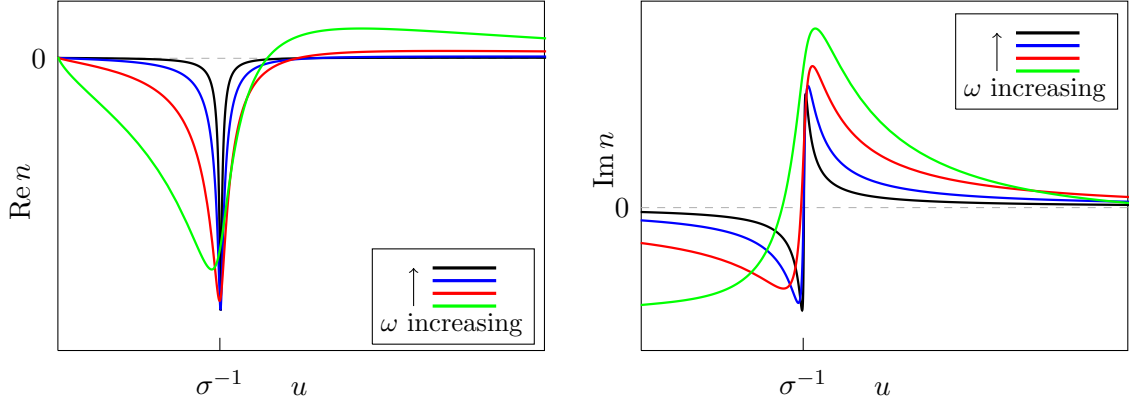 0
Re n
ω increasing
σ⁻¹ u
0
Im n
ω increasing
σ⁻¹ u